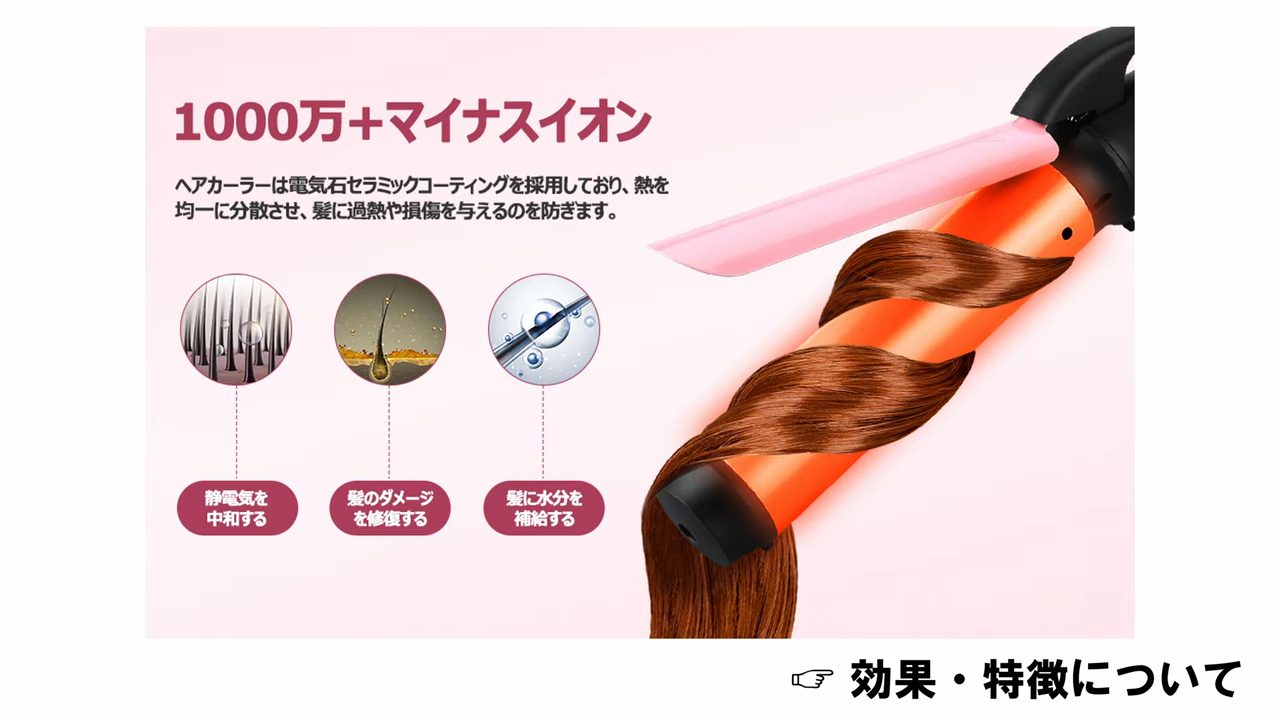 1000万+マイナスイオン
ヘアカーラーは電気石セラミックコーティングを採用しており、熱を
均一に分散させ、髪に過熱や損傷を与えるのを防ぎます。
静電気を
中和する
髪のダメージ
を修復する
髪に水分を
補給する
☞ 効果・特徴について